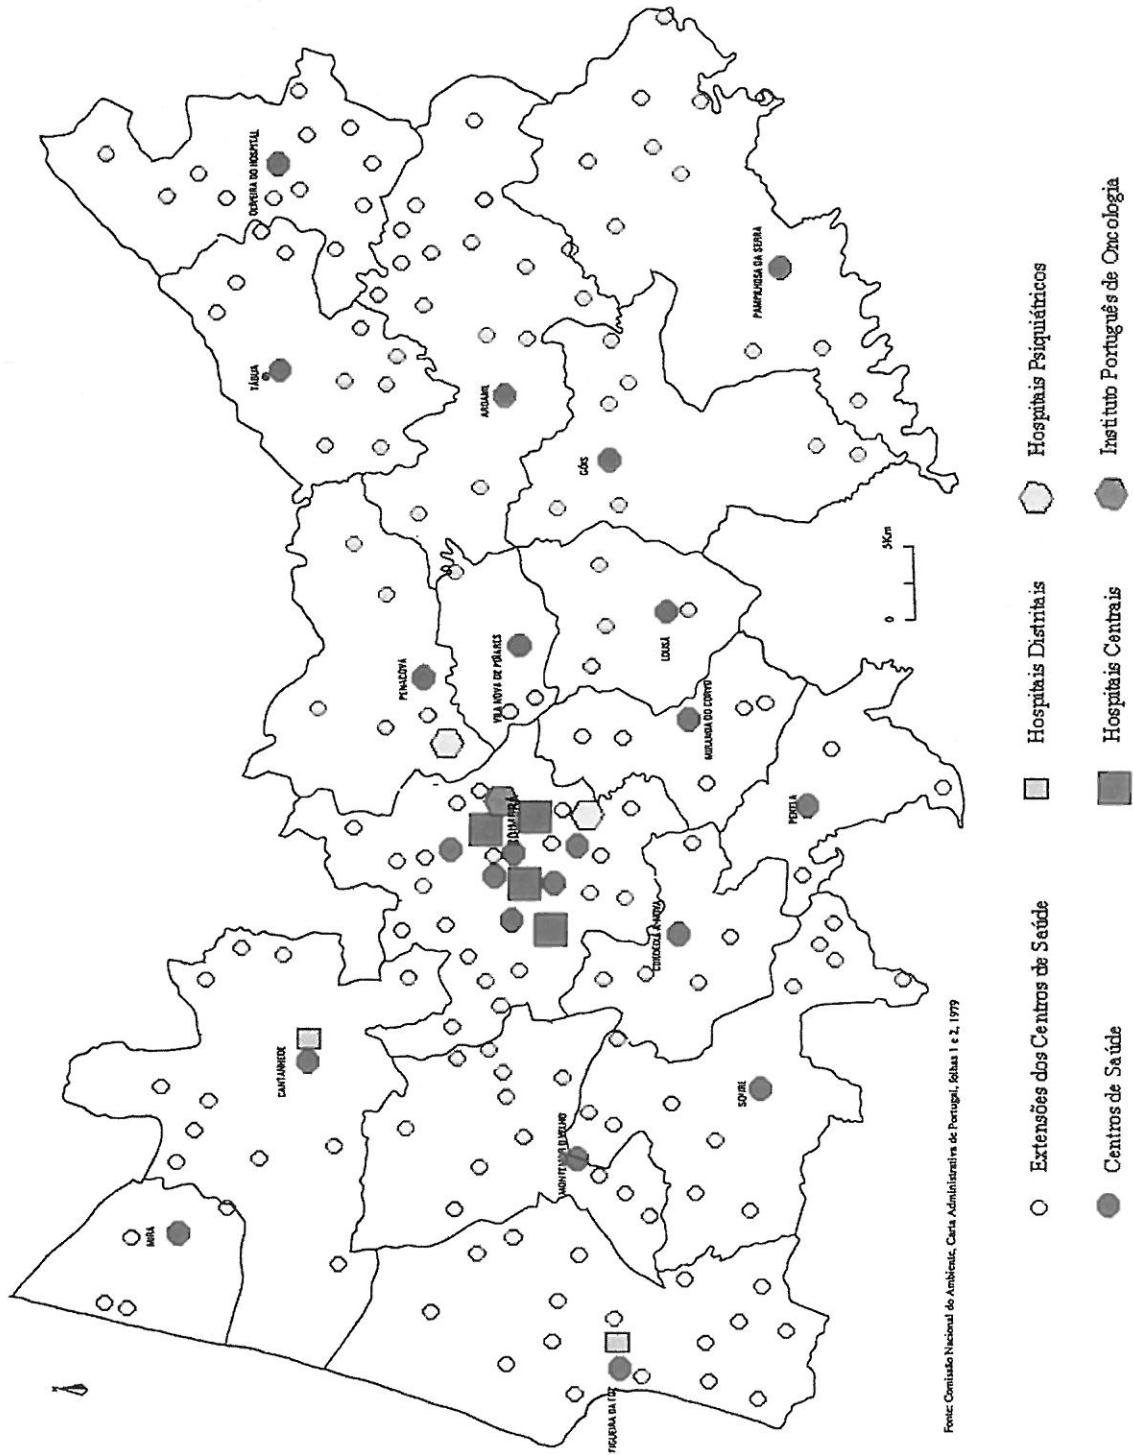 OLIVEIRA DO HOSPITAL
TÁBUA
ARGANIL
PAMPILHOSA DA SERRA
GÓIS
PENACOVA
VILA NOVA DE POIARES
LOUSÃ
MIRANDA DO CORVO
PENELA
COIMBRA
CONDEIXA-A-NOVA
CANTANHEDE
MIRA
MONTEMOR-O-VELHO
SOURE
FIGUEIRA DA FOZ
0 5Km
Fonte: Comissão Nacional do Ambiente, Carta Administrativa de Portugal, folhas 1 e 2, 1979
Extensões dos Centros de Saúde
Hospitais Distritais
Hospitais Psiquiátricos
Centros de Saúde
Hospitais Centrais
Instituto Português de Oncologia